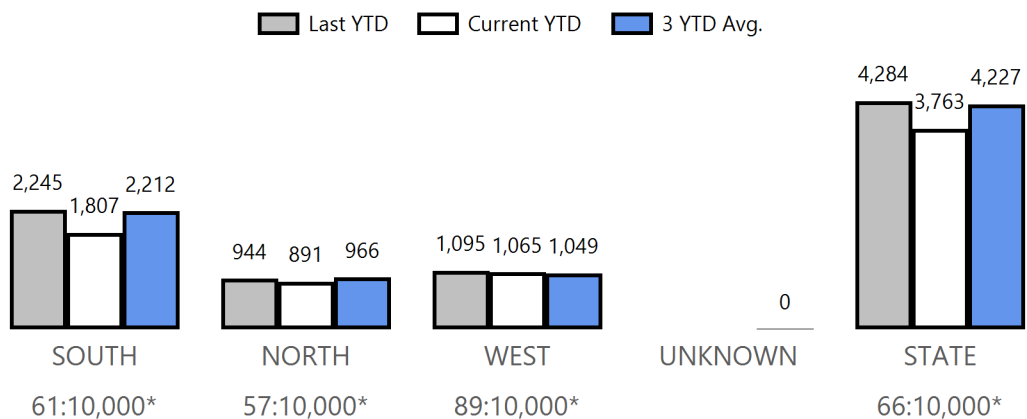 Last YTD Current YTD 3 YTD Avg.
4,284 3,763 4,227
2,245 1,807 2,212
944 891 966
1,095 1,065 1,049
0
SOUTH NORTH WEST UNKNOWN STATE
61:10,000* 57:10,000* 89:10,000* 66:10,000*